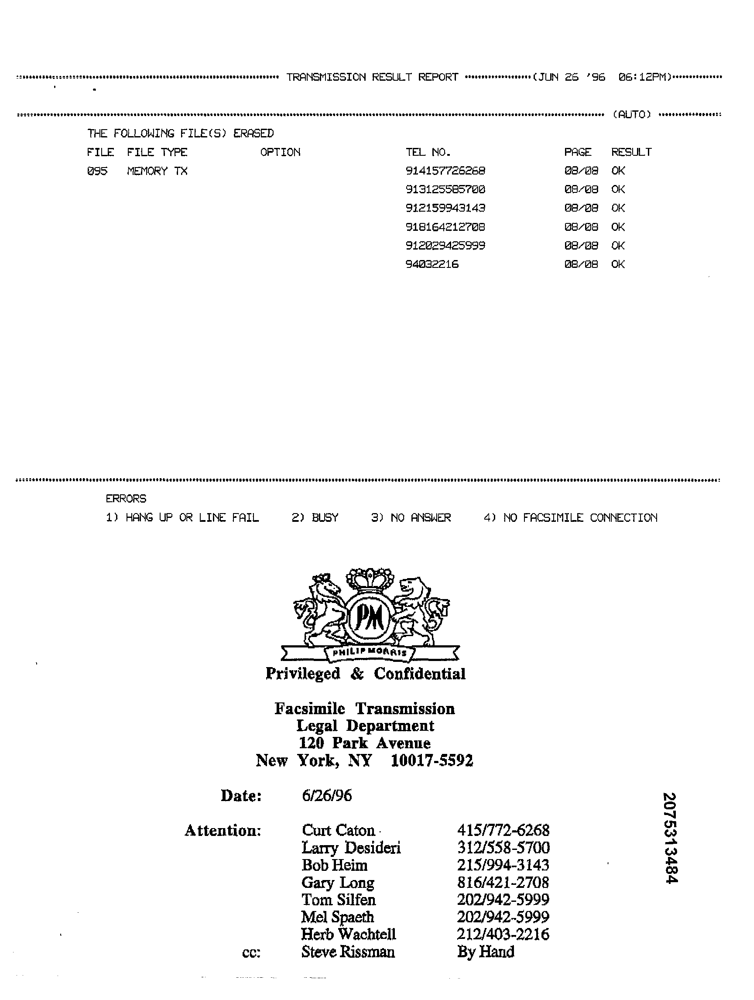 TRANSMISSION RESULT REPORT (JUN 26 '96 06:12PM)
(AUTO)
THE FOLLOWING FILE(S) ERASED
FILE FILE TYPE OPTION TEL NO. PAGE RESULT
095 MEMORY TX 914157726268 08/08 OK
913125585700 08/08 OK
912159943143 08/08 OK
918164212708 08/08 OK
912029425999 08/08 OK
94032216 08/08 OK
ERRORS
1) HANG UP OR LINE FAIL 2) BUSY 3) NO ANSWER 4) NO FACSIMILE CONNECTION
PM
PHILIP MORRIS
Privileged & Confidential
Facsimile Transmission
Legal Department
120 Park Avenue
New York, NY 10017-5592
Date: 6/26/96
Attention: Curt Caton 415/772-6268
Larry Desideri 312/558-5700
Bob Heim 215/994-3143
Gary Long 816/421-2708
Tom Silfen 202/942-5999
Mel Spaeth 202/942-5999
Herb Wachtell 212/403-2216
cc: Steve Rissman By Hand
2075313484